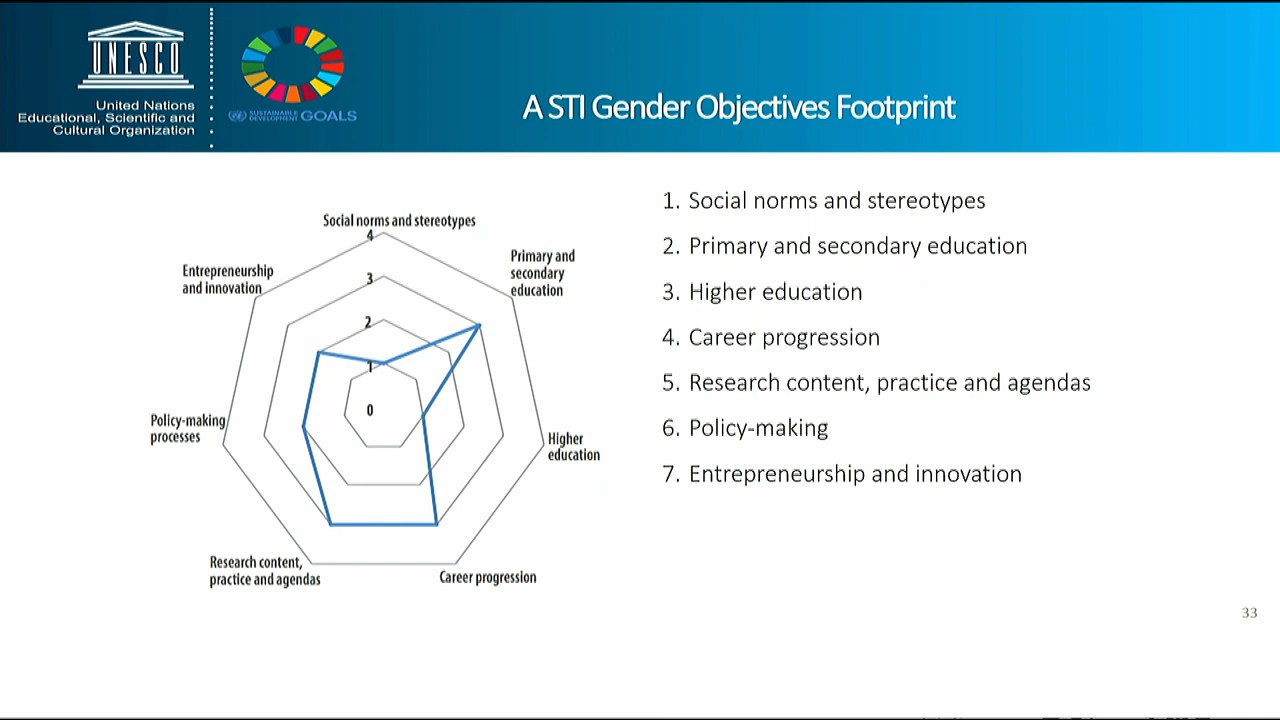 UNESCO
United Nations
Educational, Scientific and
Cultural Organization
SUSTAINABLE
DEVELOPMENT
GOALS
A STI Gender Objectives Footprint
Social norms and stereotypes
4
3
2
1
0
Primary and
secondary
education
Higher
education
Career progression
Research content,
practice and agendas
Policy-making
processes
Entrepreneurship
and innovation
1. Social norms and stereotypes
2. Primary and secondary education
3. Higher education
4. Career progression
5. Research content, practice and agendas
6. Policy-making
7. Entrepreneurship and innovation
33